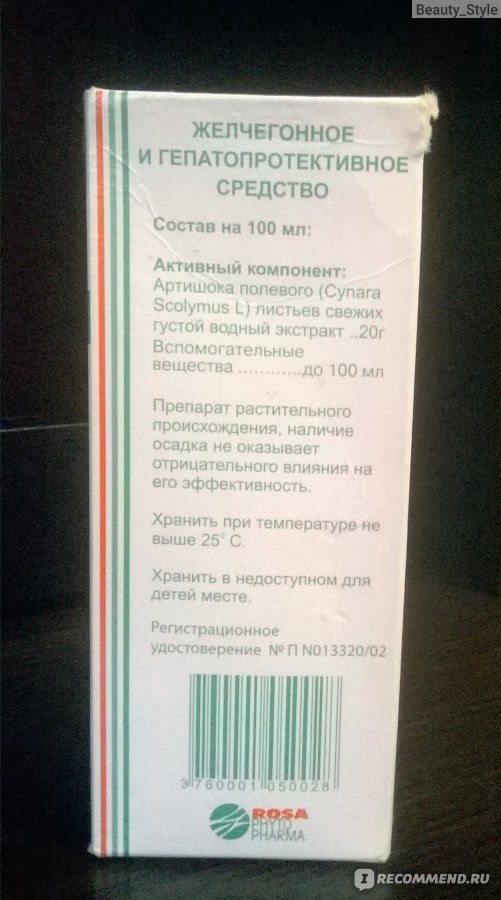 Beauty_Style
ЖЕЛЧЕГОННОЕ
И ГЕПАТОПРОТЕКТИВНОЕ
СРЕДСТВО
Состав на 100 мл:
Активный компонент:
Артишока полевого (Cynara
Scolymus L) листьев свежих
густой водный экстракт ..20г
Вспомогательные
вещества ............до 100 мл
Препарат растительного
происхождения, наличие
осадка не оказывает
отрицательного влияния на
его эффективность.
Хранить при температуре не
выше 25° С.
Хранить в недоступном для
детей месте.
Регистрационное
удостоверение № П N013320/02
3 760001 050028
ROSA
PHYTO
PHARMA
IRECOMMEND.RU